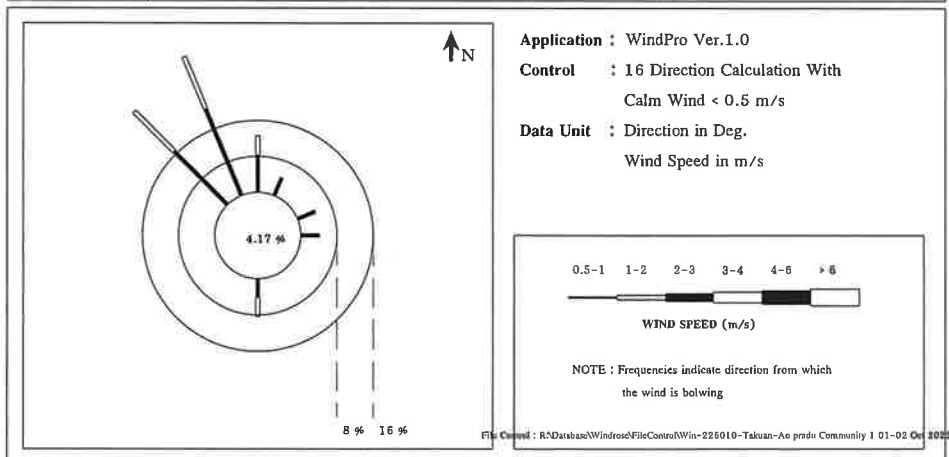 N
4.17 %
8 % 16 %
Application : WindPro Ver.1.0
Control : 16 Direction Calculation With
Calm Wind < 0.5 m/s
Data Unit : Direction in Deg.
Wind Speed in m/s
0.5-1 1-2 2-3 3-4 4-6 > 6
WIND SPEED (m/s)
NOTE : Frequencies indicate direction from which
the wind is bolwing
File Control : R:\Database\Windrose\FileControl\Win-226010-Takuan-Ao pradu Community 1 01-02 Oct